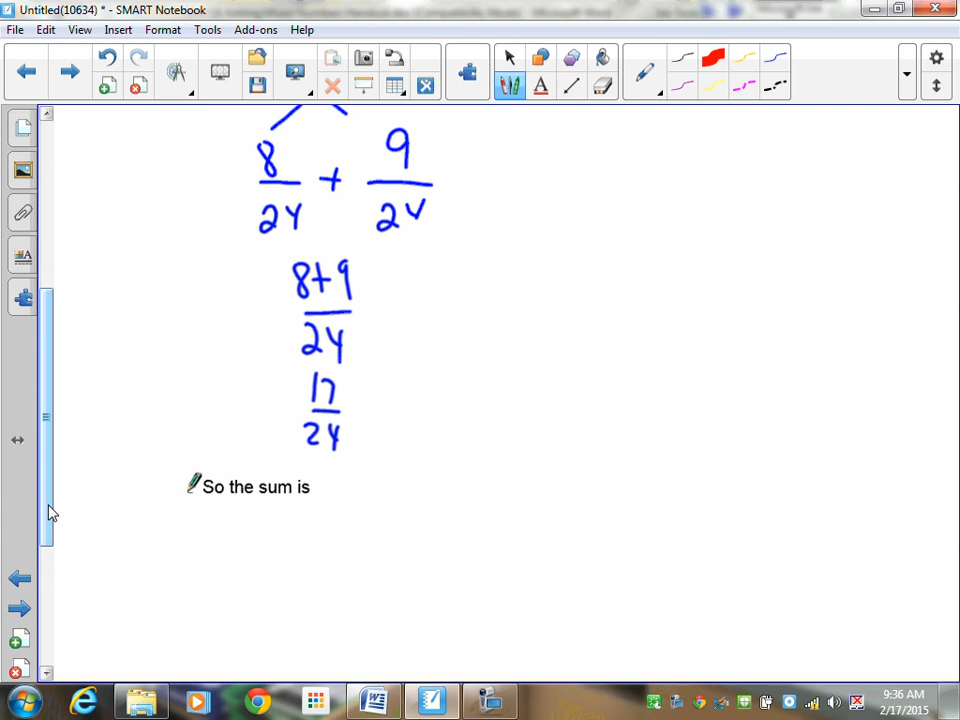 Untitled(10634) * - SMART Notebook
File Edit View Insert Format Tools Add-ons Help
8/24 + 9/24
8+9/24
17/24
So the sum is
9:36 AM
2/17/2015